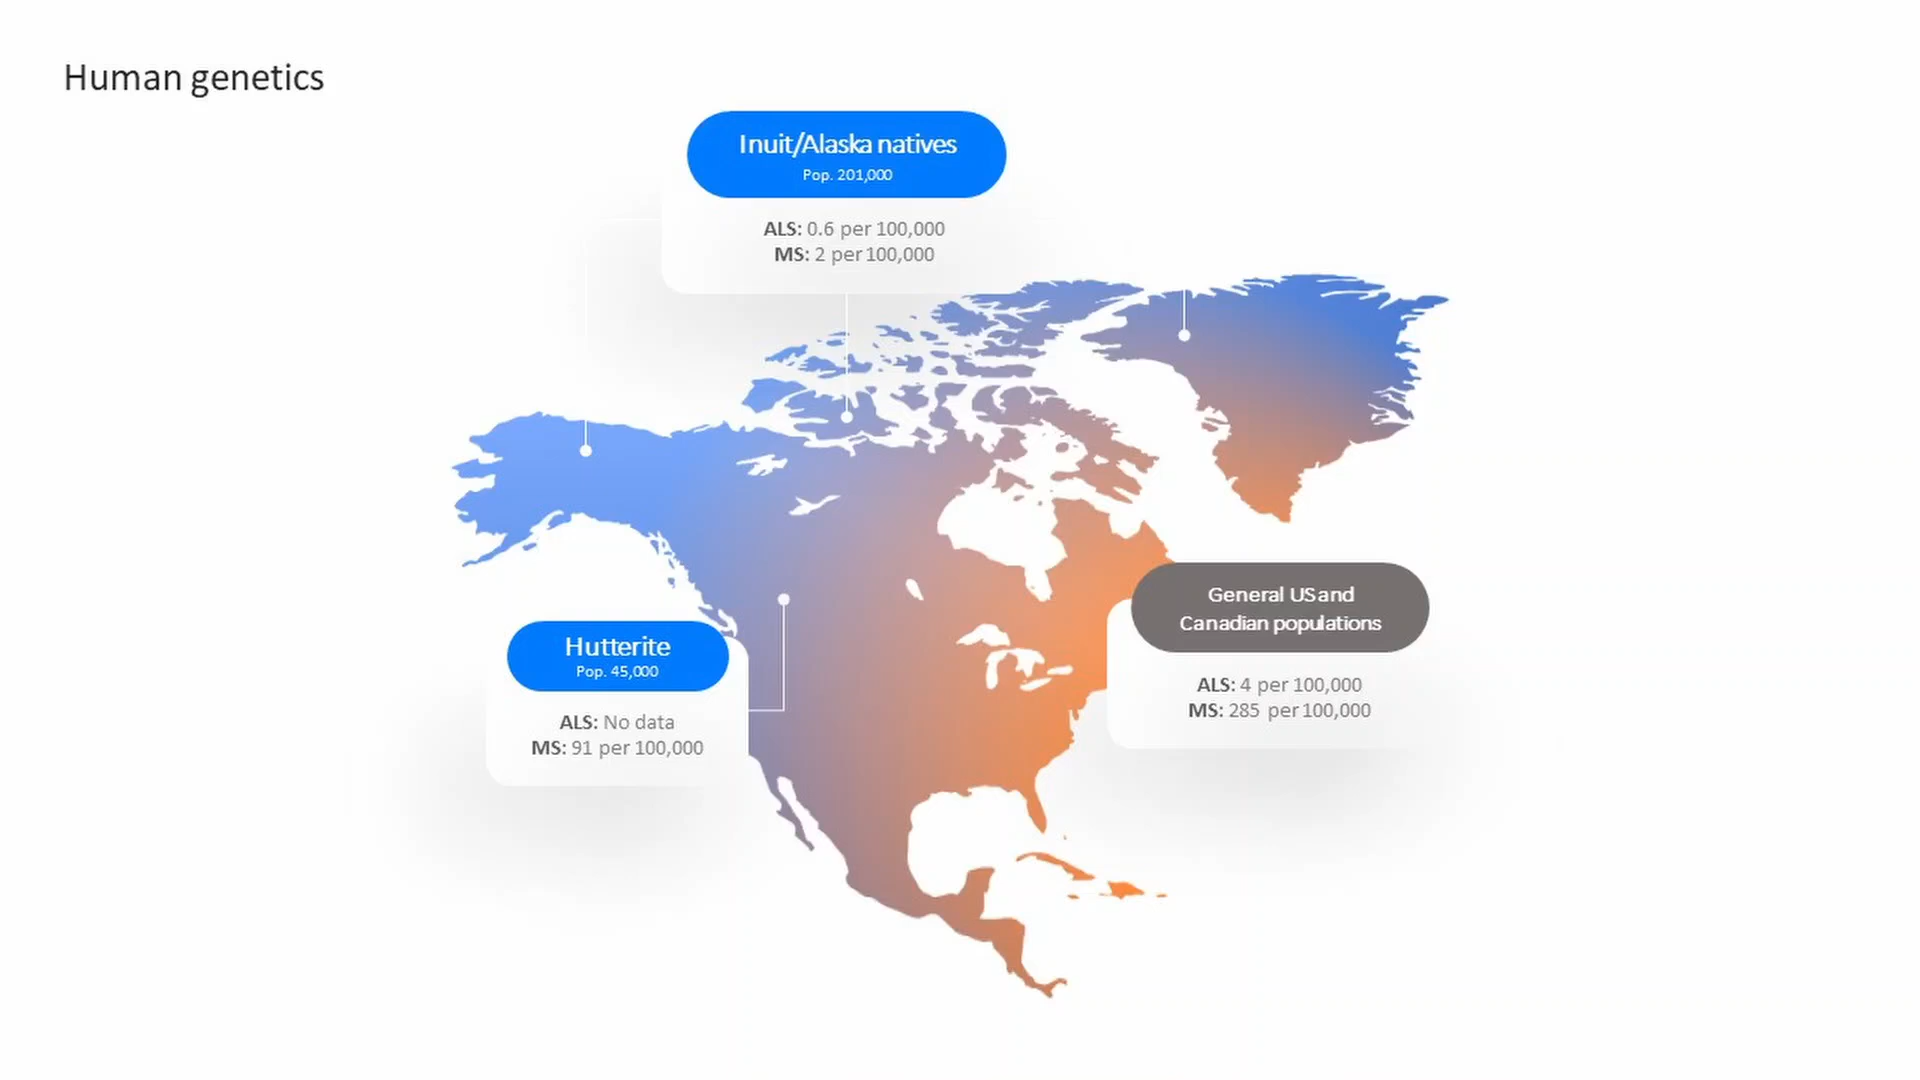 Human genetics
Inuit/Alaska natives
Pop. 201,000
ALS: 0.6 per 100,000
MS: 2 per 100,000
Hutterite
Pop. 45,000
ALS: No data
MS: 91 per 100,000
General US and
Canadian populations
ALS: 4 per 100,000
MS: 285 per 100,000